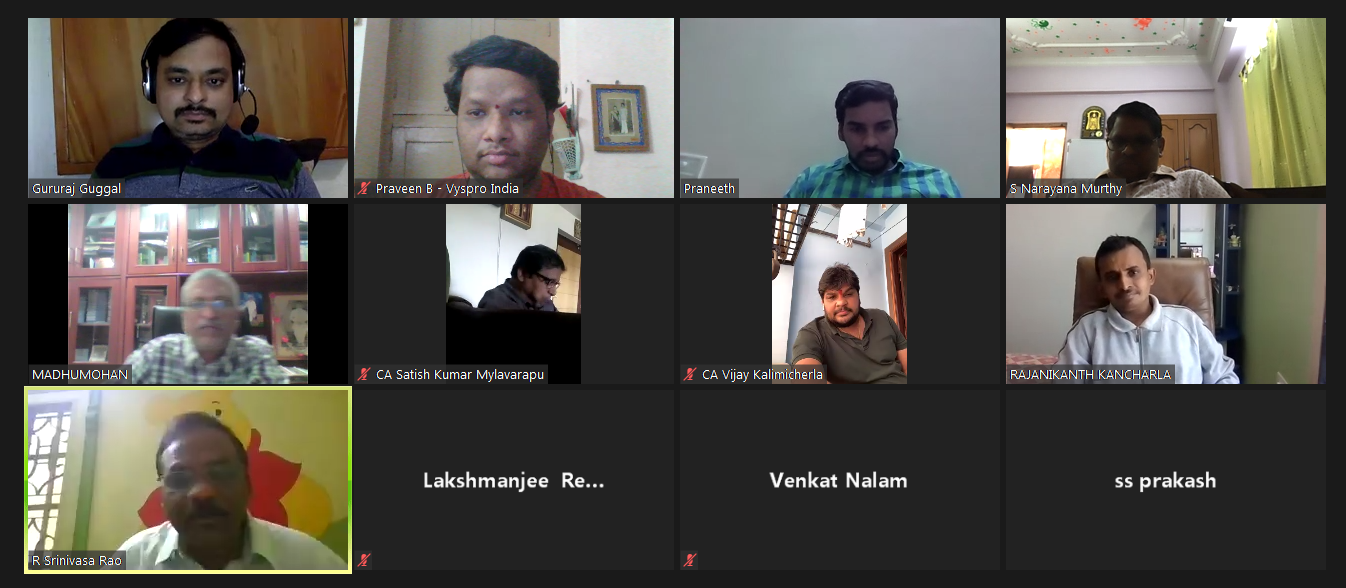 Gururaj Guggal
Praveen B - Vyspro India
Praneeth
S Narayana Murthy
MADHUMOHAN
CA Satish Kumar Mylavarapu
CA Vijay Kalimicherla
RAJANIKANTH KANCHARLA
R Srinivasa Rao
Lakshmanjee Re...
Venkat Nalam
ss prakash